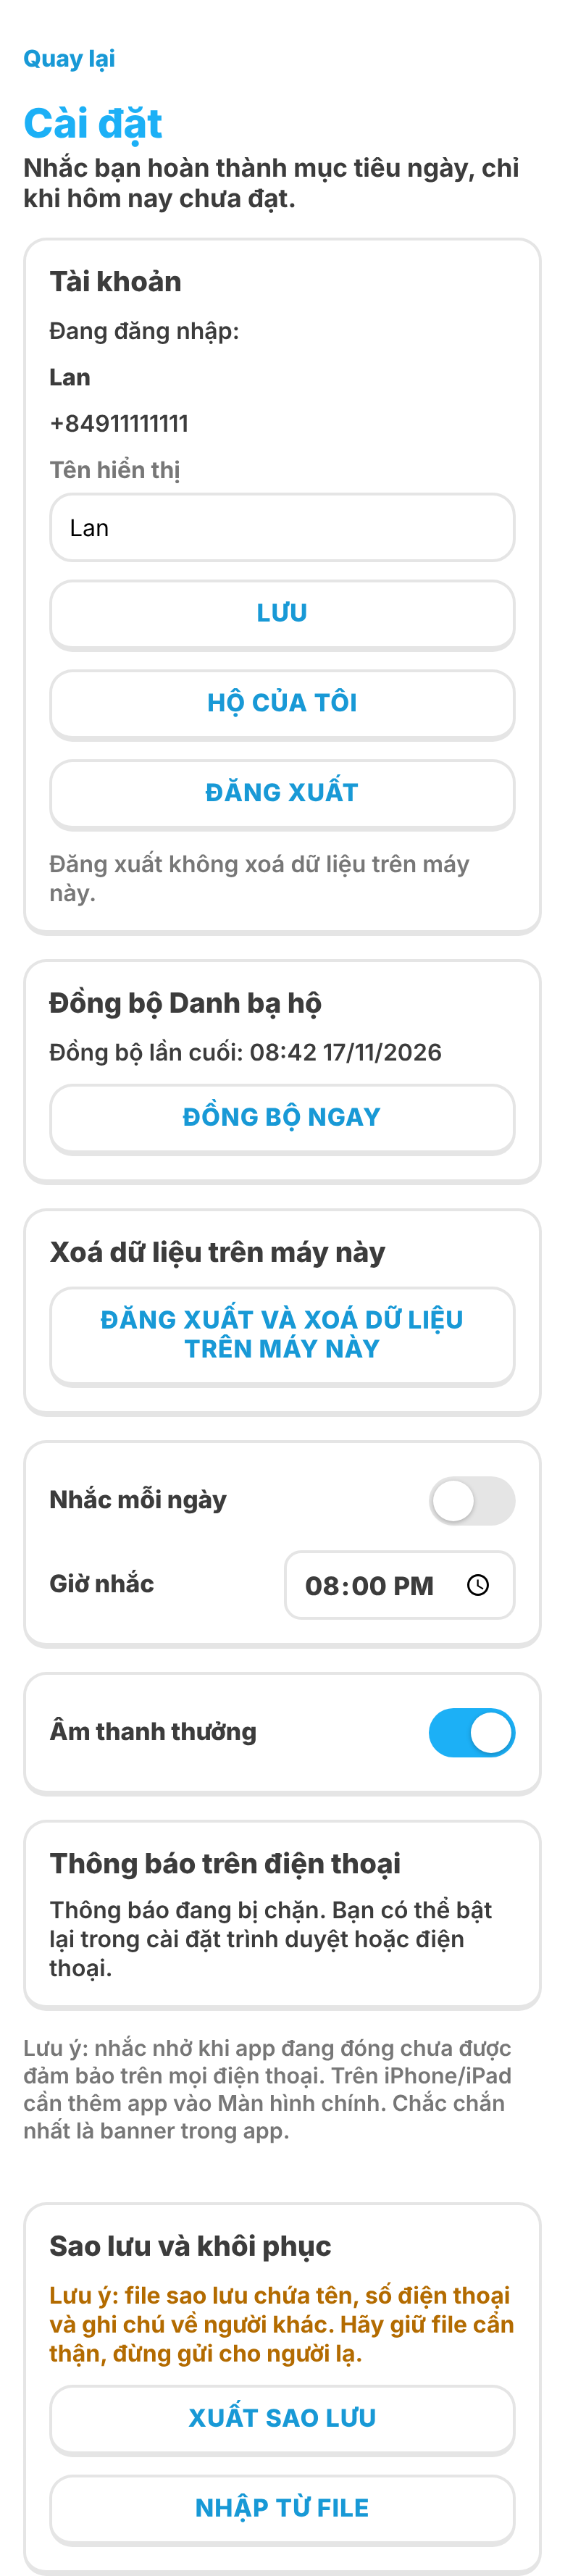 Quay lại
Cài đặt
Nhắc bạn hoàn thành mục tiêu ngày, chỉ
khi hôm nay chưa đạt.
Tài khoản
Đang đăng nhập:
Lan
+84911111111
Tên hiển thị
Lan
LƯU
HỘ CỦA TÔI
ĐĂNG XUẤT
Đăng xuất không xoá dữ liệu trên máy
này.
Đồng bộ Danh bạ hộ
Đồng bộ lần cuối: 08:42 17/11/2026
ĐỒNG BỘ NGAY
Xoá dữ liệu trên máy này
ĐĂNG XUẤT VÀ XOÁ DỮ LIỆU
TRÊN MÁY NÀY
Nhắc mỗi ngày
Giờ nhắc
08:00 PM
Âm thanh thưởng
Thông báo trên điện thoại
Thông báo đang bị chặn. Bạn có thể bật
lại trong cài đặt trình duyệt hoặc điện
thoại.
Lưu ý: nhắc nhở khi app đang đóng chưa được
đảm bảo trên mọi điện thoại. Trên iPhone/iPad
cần thêm app vào Màn hình chính. Chắc chắn
nhất là banner trong app.
Sao lưu và khôi phục
Lưu ý: file sao lưu chứa tên, số điện thoại
và ghi chú về người khác. Hãy giữ file cẩn
thận, đừng gửi cho người lạ.
XUẤT SAO LƯU
NHẬP TỪ FILE